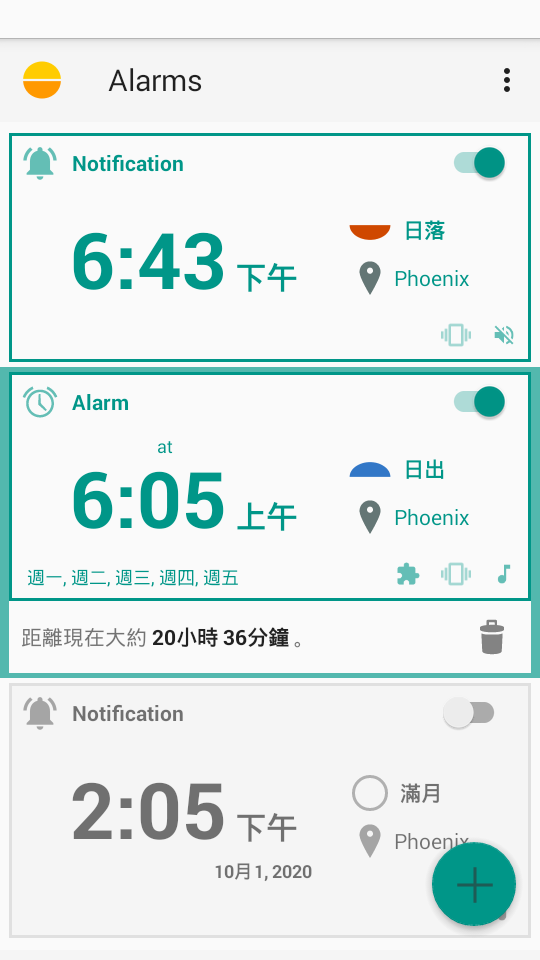 Alarms
Notification
6:43 下午
日落
Phoenix
Alarm
at
6:05 上午
日出
Phoenix
週一, 週二, 週三, 週四, 週五
距離現在大約 20小時 36分鐘 。
Notification
2:05 下午
滿月
Phoenix
10月 1, 2020